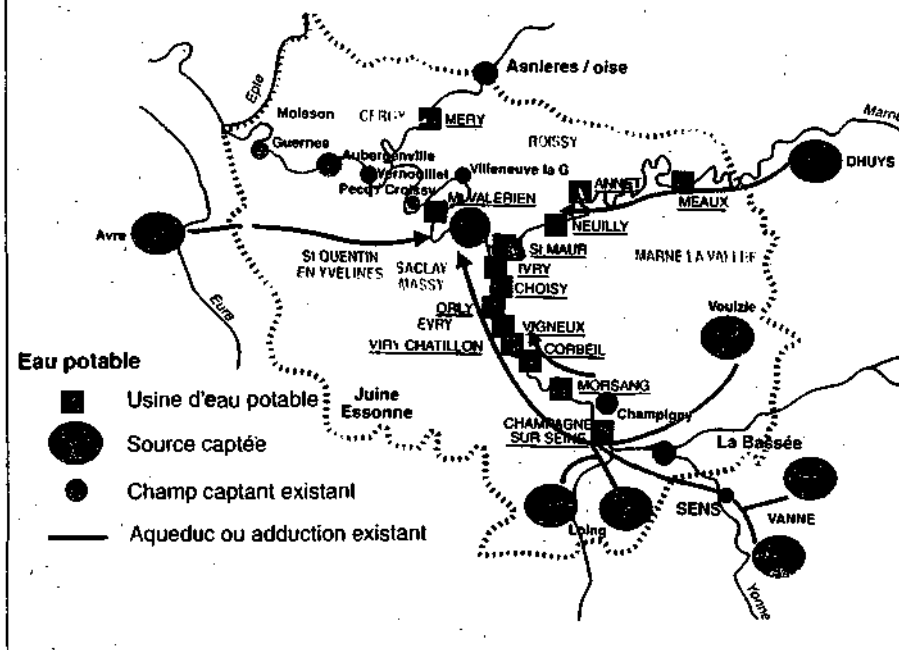 Asnieres / oise
Epte
Marne
Moisson
CERGY
MERY
Guernes
ROISSY
Aubergenville
DHUYS
Vernouillet
Villeneuve la G
ANNET
Pecq Croissy
MEAUX
Mt VALERIEN
NEUILLY
Avre
St MAUR
St QUENTIN
EN YVELINES
MARNE LA VALLEE
SACLAY
MASSY
IVRY
CHOISY
Eure
ORLY
Voulzie
EVRY
VIGNEUX
VIRY CHATILLON
CORBEIL
Eau potable
MORSANG
Usine d'eau potable
Juine
Essonne
Champigny
CHAMPAGNE
SUR SEINE
Source captée
La Bassée
Champ captant existant
SENS
VANNE
Loing
Aqueduc ou adduction existant
Yonne